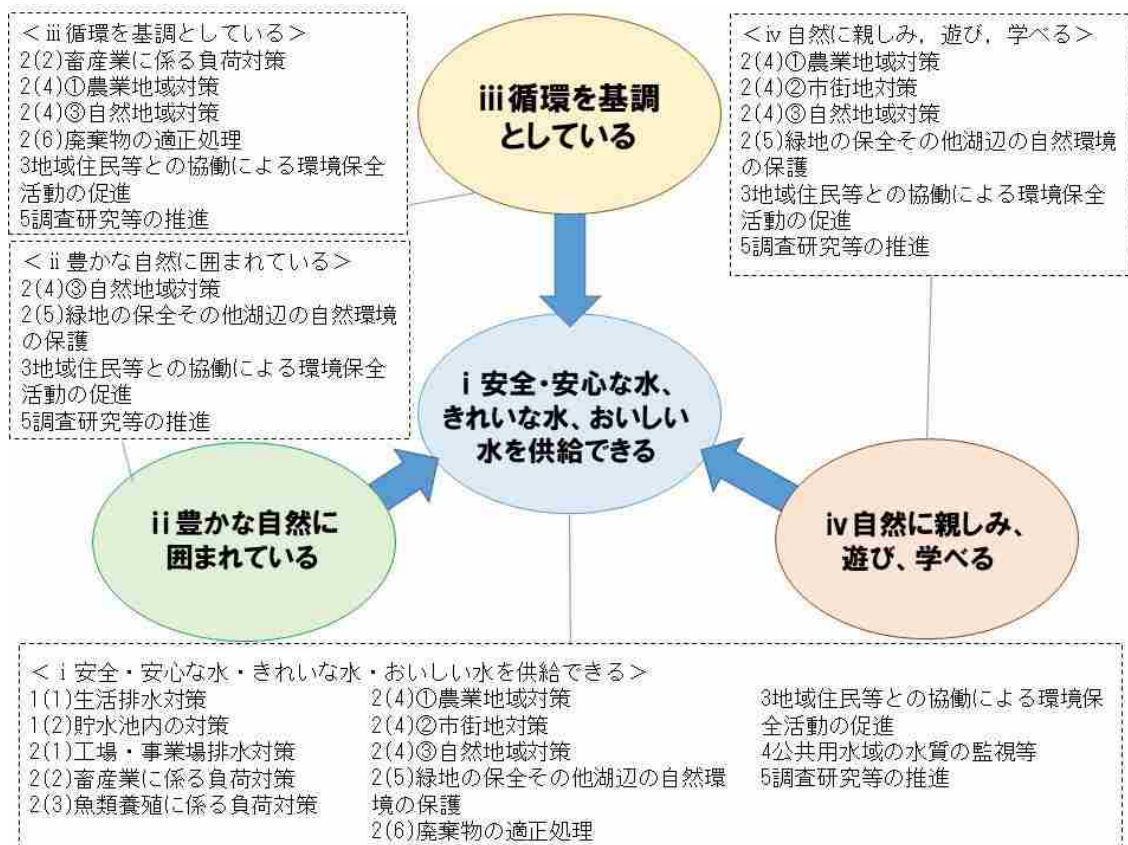 ＜ⅲ循環を基調としている＞
2(2)畜産業に係る負荷対策
2(4)①農業地域対策
2(4)③自然地域対策
2(6)廃棄物の適正処理
3地域住民等との協働による環境保全
活動の促進
5調査研究等の推進
ⅲ循環を基調
としている
＜ⅳ自然に親しみ，遊び，学べる＞
2(4)①農業地域対策
2(4)②市街地対策
2(4)③自然地域対策
2(5)緑地の保全その他湖辺の自然環境
の保護
3地域住民等との協働による環境保全
活動の促進
5調査研究等の推進
＜ⅱ豊かな自然に囲まれている＞
2(4)③自然地域対策
2(5)緑地の保全その他湖辺の自然環境
の保護
3地域住民等との協働による環境保全
活動の促進
5調査研究等の推進
ⅰ安全・安心な水、
きれいな水、おいしい
水を供給できる
ⅱ豊かな自然に
囲まれている
ⅳ自然に親しみ、
遊び、学べる
＜ⅰ安全・安心な水・きれいな水・おいしい水を供給できる＞
1(1)生活排水対策
1(2)貯水池内の対策
2(1)工場・事業場排水対策
2(2)畜産業に係る負荷対策
2(3)魚類養殖に係る負荷対策
2(4)①農業地域対策
2(4)②市街地対策
2(4)③自然地域対策
2(5)緑地の保全その他湖辺の自然環
境の保護
2(6)廃棄物の適正処理
3地域住民等との協働による環境保
全活動の促進
4公共用水域の水質の監視等
5調査研究等の推進